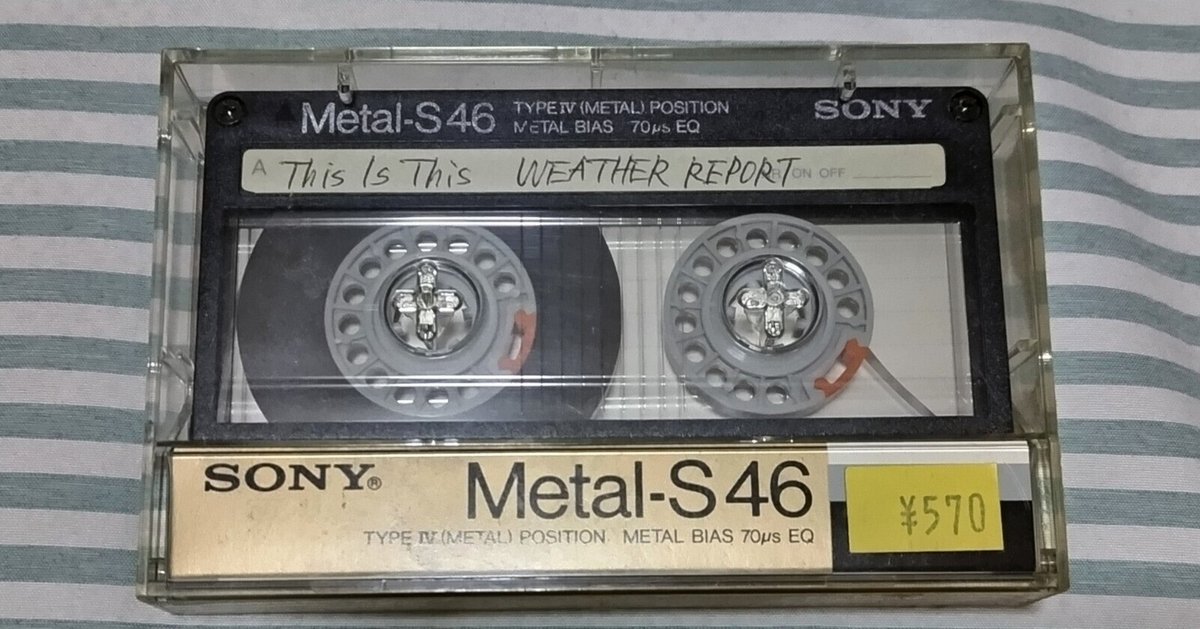 Metal-S46 TYPE IV (METAL) POSITION SONY
METAL BIAS 70µs EQ
A This Is This WEATHER REPORT ON OFF
SONY® Metal-S46
TYPE IV (METAL) POSITION METAL BIAS 70µs EQ
¥570